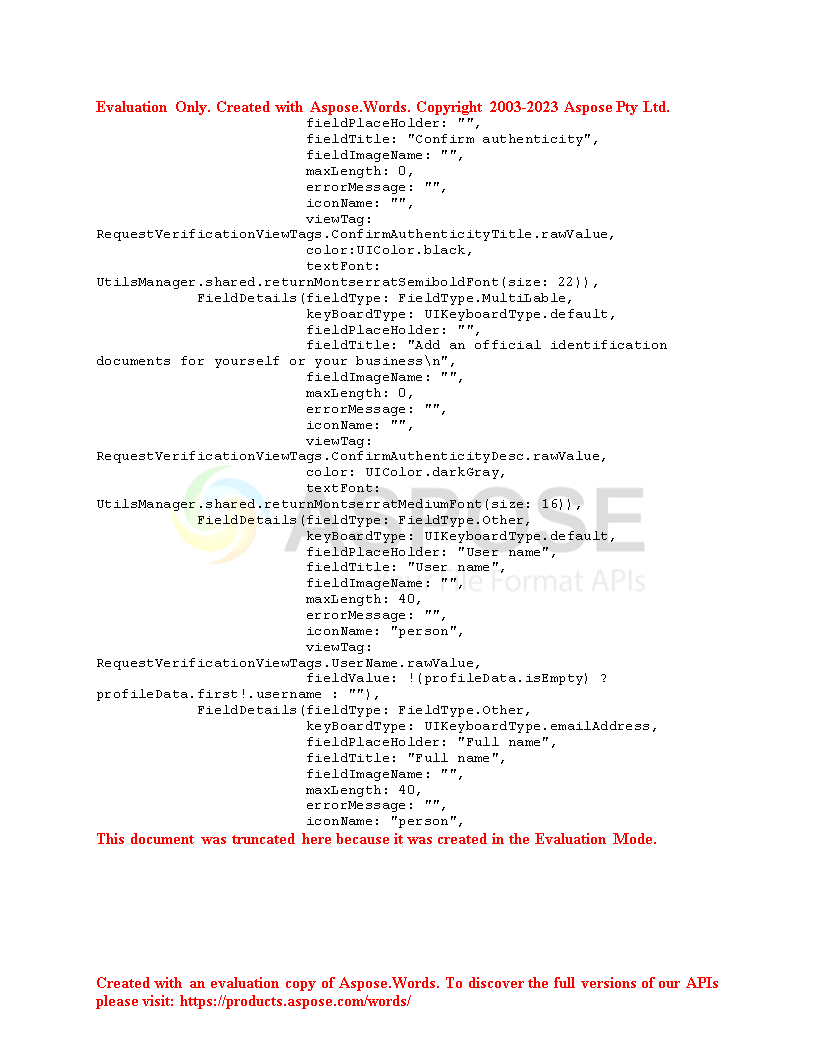 Evaluation Only. Created with Aspose.Words. Copyright 2003-2023 Aspose Pty Ltd.
fieldPlaceHolder: "",
fieldTitle: "Confirm authenticity",
fieldImageName: "",
maxLength: 0,
errorMessage: "",
iconName: "",
viewTag:
RequestVerificationViewTags.ConfirmAuthenticityTitle.rawValue,
color:UIColor.black,
textFont:
UtilsManager.shared.returnMontserratSemiboldFont(size: 22)),
FieldDetails(fieldType: FieldType.MultiLable,
keyBoardType: UIKeyboardType.default,
fieldPlaceHolder: "",
fieldTitle: "Add an official identification
documents for yourself or your business\n",
fieldImageName: "",
maxLength: 0,
errorMessage: "",
iconName: "",
viewTag:
RequestVerificationViewTags.ConfirmAuthenticityDesc.rawValue,
color: UIColor.darkGray,
textFont:
UtilsManager.shared.returnMontserratMediumFont(size: 16)),
FieldDetails(fieldType: FieldType.Other,
keyBoardType: UIKeyboardType.default,
fieldPlaceHolder: "User name",
fieldTitle: "User name",
fieldImageName: "",
maxLength: 40,
errorMessage: "",
iconName: "person",
viewTag:
RequestVerificationViewTags.UserName.rawValue,
fieldValue: !(profileData.isEmpty) ?
profileData.first!.username : ""),
FieldDetails(fieldType: FieldType.Other,
keyBoardType: UIKeyboardType.emailAddress,
fieldPlaceHolder: "Full name",
fieldTitle: "Full name",
fieldImageName: "",
maxLength: 40,
errorMessage: "",
iconName: "person",
This document was truncated here because it was created in the Evaluation Mode.
ASPOSE
File Format APIs
Created with an evaluation copy of Aspose.Words. To discover the full versions of our APIs
please visit: https://products.aspose.com/words/